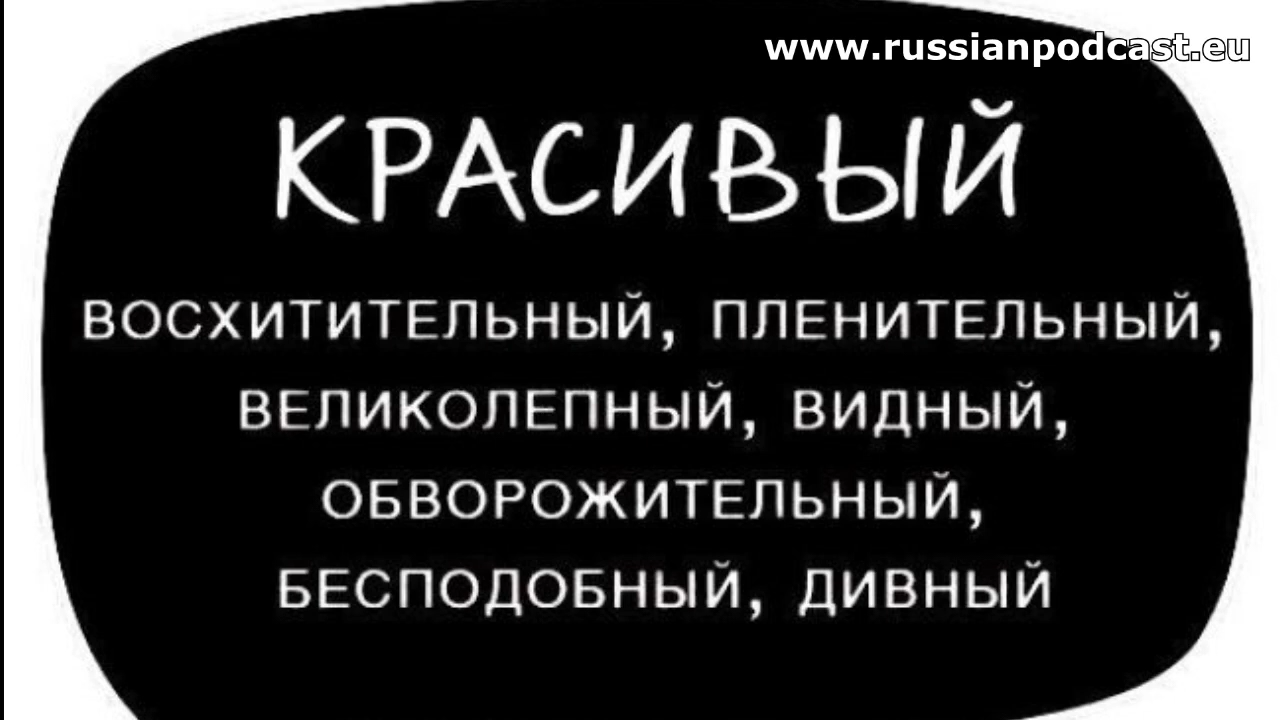 www.russianpodcast.eu
КРАСИВЫЙ
ВОСХИТИТЕЛЬНЫЙ, ПЛЕНИТЕЛЬНЫЙ,
ВЕЛИКОЛЕПНЫЙ, ВИДНЫЙ,
ОБВОРОЖИТЕЛЬНЫЙ,
БЕСПОДОБНЫЙ, ДИВНЫЙ